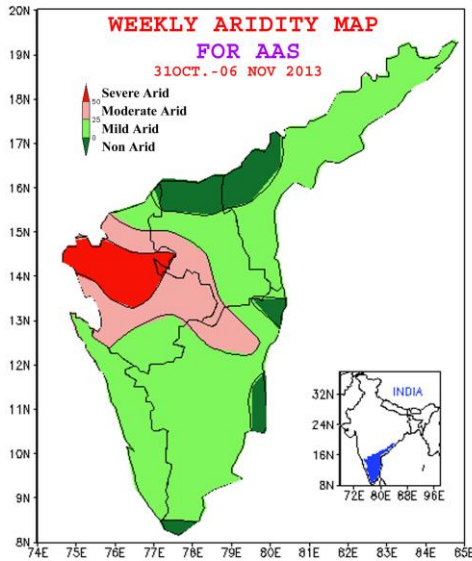 WEEKLY ARIDITY MAP
FOR AAS
31OCT.-06 NOV 2013
Severe Arid
50
Moderate Arid
25
Mild Arid
0
Non Arid
20N
19N
18N
17N
16N
15N
14N
13N
12N
11N
10N
9N
8N
74E 75E 76E 77E 78E 79E 80E 81E 82E 83E 84E 85E
INDIA
32N
24N
16N
8N
72E 80E 88E 96E